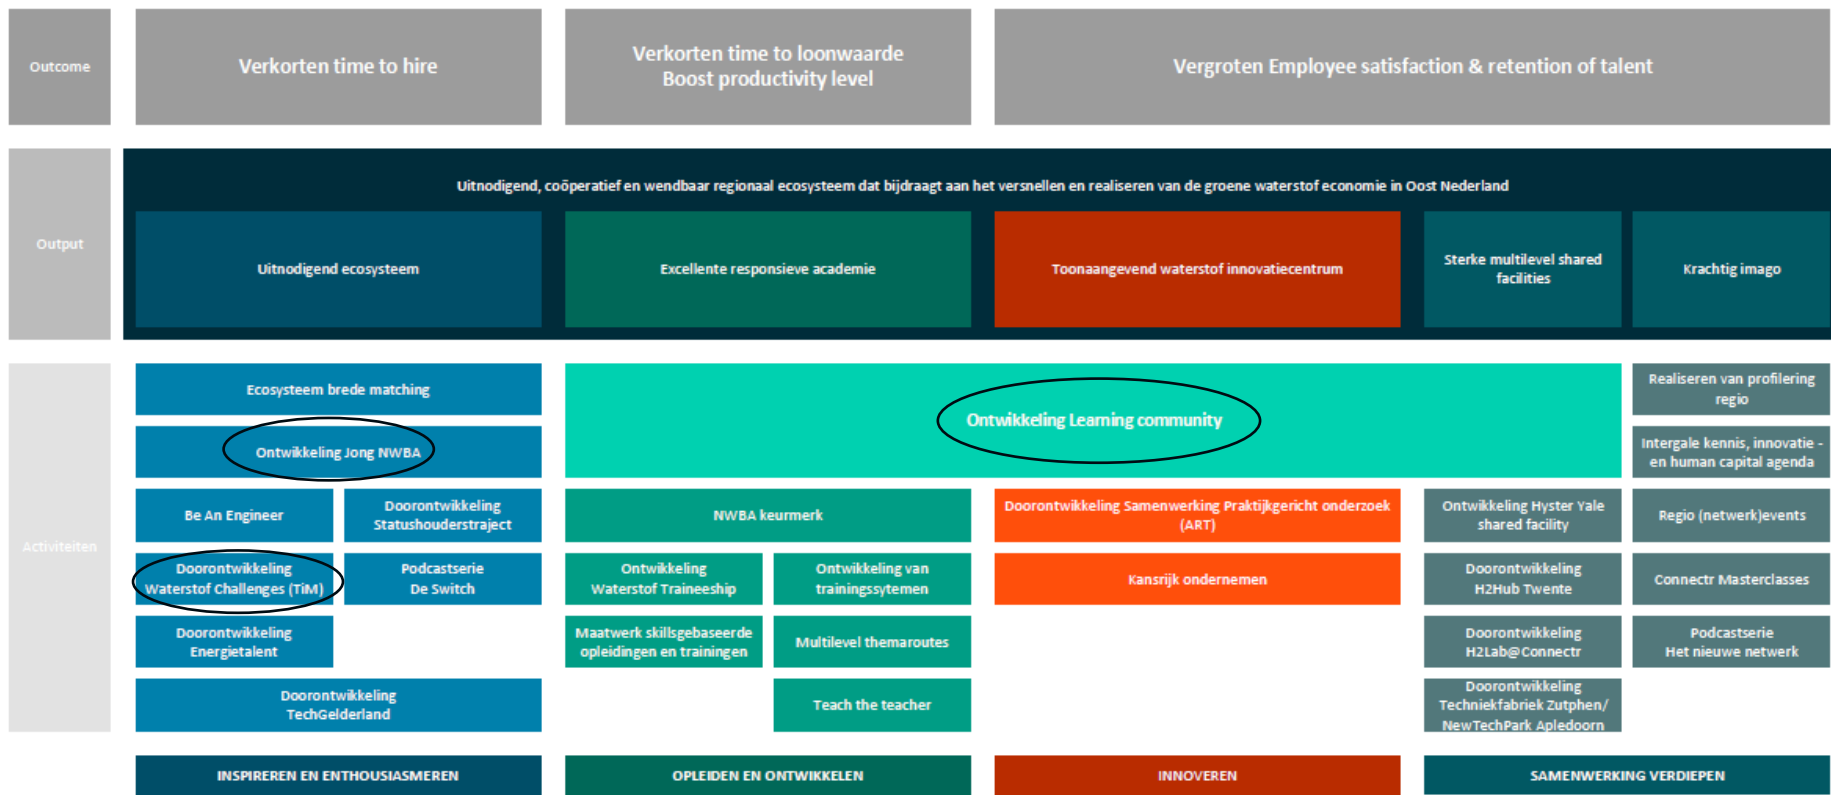 Outcome
Verkorten time to hire
Verkorten time to loonwaarde
Boost productivity level
Vergroten Employee satisfaction & retention of talent
Output
Uitnodigend, coöperatief en wendbaar regionaal ecosysteem dat bijdraagt aan het versnellen en realiseren van de groene waterstof economie in Oost Nederland
Uitnodigend ecosysteem
Excellente responsieve academie
Toonaangevend waterstof innovatiecentrum
Sterke multilevel shared
facilities
Krachtig imago
Activiteiten
Ecosysteem brede matching
Ontwikkeling Jong NWBA
Be An Engineer
Doorontwikkeling
Statushouderstraject
Doorontwikkeling
Waterstof Challenges (TiM)
Podcastserie
De Switch
Doorontwikkeling
Energietalent
Doorontwikkeling
TechGelderland
Ontwikkeling Learning community
NWBA keurmerk
Ontwikkeling
Waterstof Traineeship
Ontwikkeling van
trainingssytemen
Maatwerk skillsgebaseerde
opleidingen en trainingen
Multilevel themaroutes
Teach the teacher
Doorontwikkeling Samenwerking Praktijkgericht onderzoek
(ART)
Kansrijk ondernemen
Ontwikkeling Hyster Yale
shared facility
Doorontwikkeling
H2Hub Twente
Doorontwikkeling
H2Lab@Connectr
Doorontwikkeling
Techniekfabriek Zutphen/
NewTechPark Apledoorn
Realiseren van profilering
regio
Intergale kennis, innovatie -
en human capital agenda
Regio (netwerk)events
Connectr Masterclasses
Podcastserie
Het nieuwe netwerk
INSPIREREN EN ENTHOUSIASMEREN
OPLEIDEN EN ONTWIKKELEN
INNOVEREN
SAMENWERKING VERDIEPEN